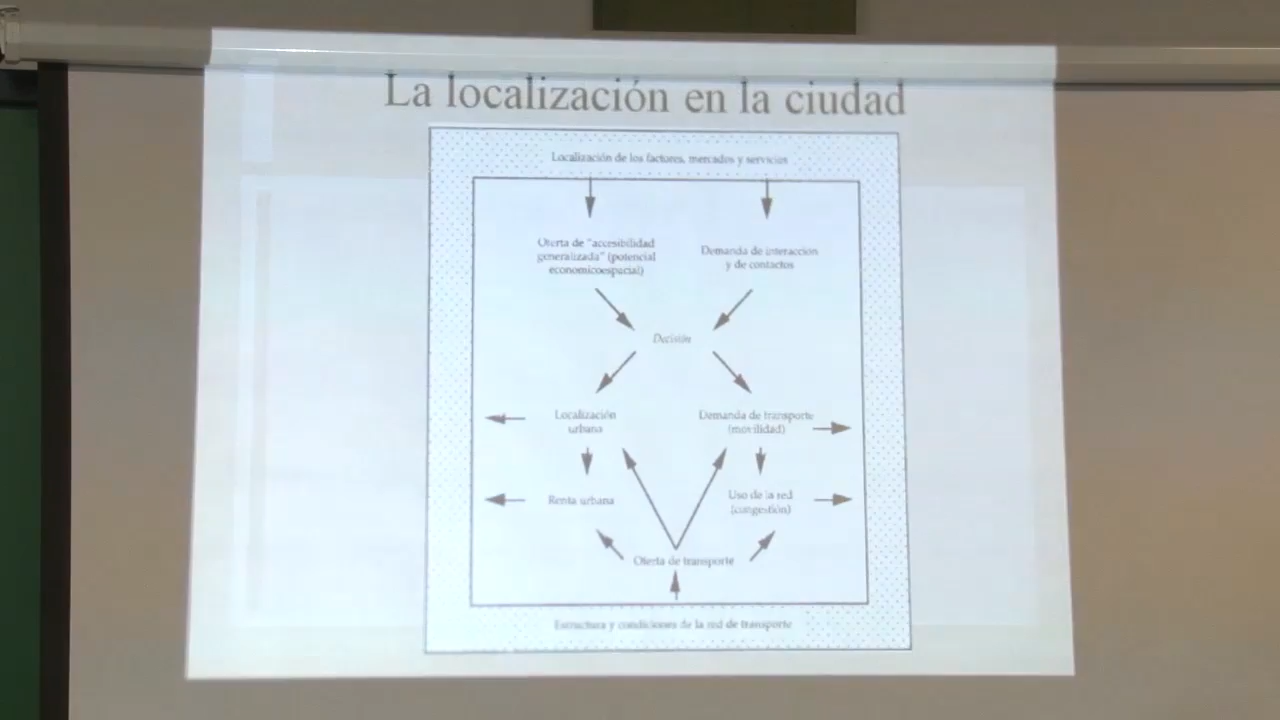 La localización en la ciudad
Localización de los factores, mercados y servicios
Oferta de "accesibilidad
generalizada" (potencial
economicoespacial)
Demanda de interaccion
y de contactos
Decisión
Localización
urbana
Demanda de transporte
(movilidad)
Renta urbana
Uso de la red
(congestión)
Oferta de transporte
Estructura y condiciones de la red de transporte